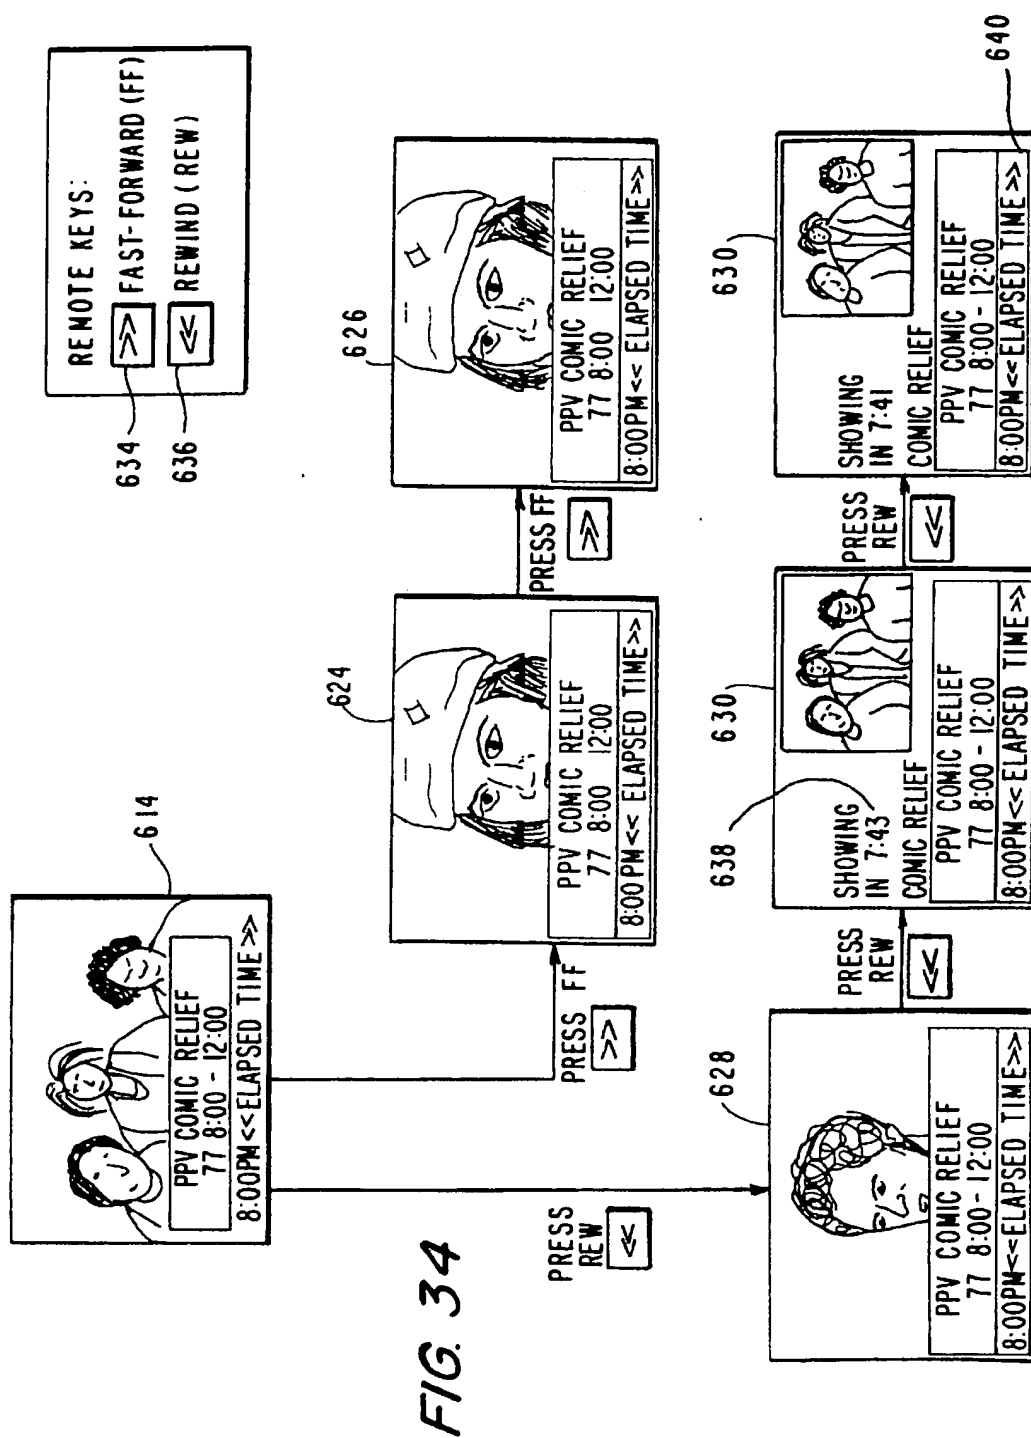 REMOTE KEYS:
634
>> FAST-FORWARD (FF)
636
<< REWIND (REW)
614
PPV COMIC RELIEF
77 8:00 - 12:00
8:00PM<<ELAPSED TIME>>
PRESS FF
>>
624
PPV COMIC RELIEF
77 8:00 12:00
8:00PM<< ELAPSED TIME>>
PRESS FF
>>
626
PPV COMIC RELIEF
77 8:00 12:00
8:00PM<< ELAPSED TIME>>
FIG. 34
PRESS
REW
<<
628
PPV COMIC RELIEF
77 8:00-12:00
8:00PM<<ELAPSED TIME>>
PRESS
REW
<<
638
630
SHOWING
IN 7:43
COMIC RELIEF
PPV COMIC RELIEF
77 8:00 - 12:00
8:00PM<<ELAPSED TIME>>
PRESS
REW
<<
630
SHOWING
IN 7:41
COMIC RELIEF
PPV COMIC RELIEF
77 8:00- 12:00
8:00PM<< ELAPSED TIME>>
640